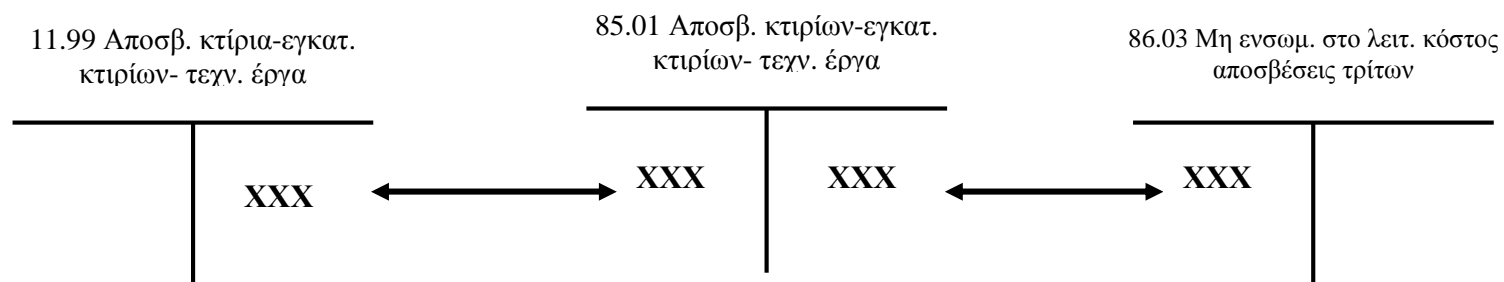 11.99 Αποσβ. κτίρια-εγκατ.
κτιρίων- τεχν. έργα
85.01 Αποσβ. κτιρίων-εγκατ.
κτιρίων- τεχν. έργα
86.03 Μη ενσωμ. στο λειτ. κόστος
αποσβέσεις τρίτων
XXX
XXX
XXX
XXX